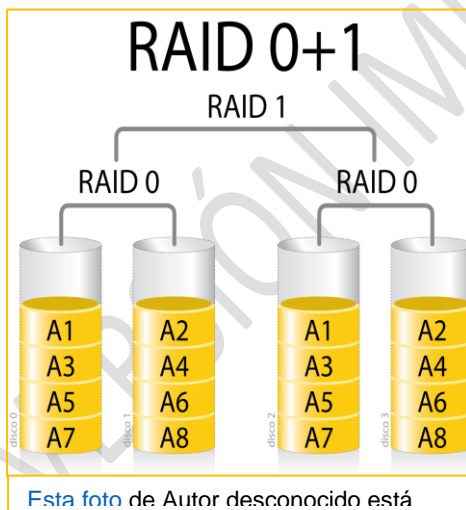 RAID 0+1
RAID 1
RAID 0 RAID 0
A1 A2 A1 A2
A3 A4 A3 A4
A5 A6 A5 A6
A7 A8 A7 A8
disco 0 disco 1 disco 2 disco 3
VERSIÓN IM
Esta foto de Autor desconocido está